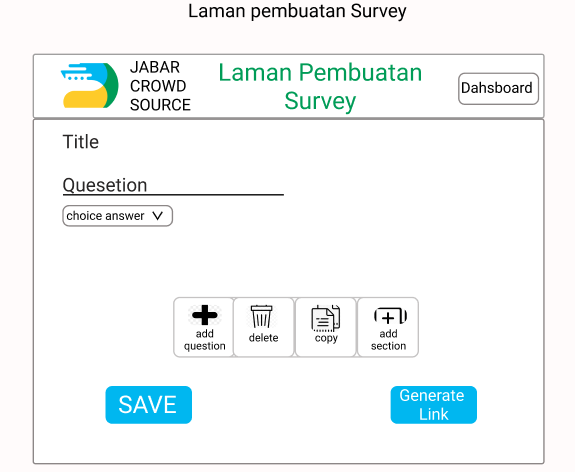 Laman pembuatan Survey
JABAR
CROWD
SOURCE
Laman Pembuatan
Survey
Dahsboard
Title
Quesetion
choice answer
add
question
delete
copy
add
section
SAVE
Generate
Link